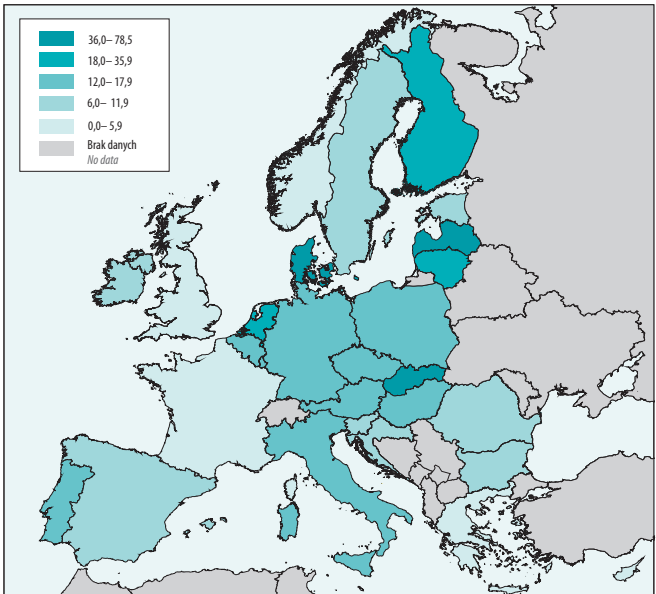 36,0– 78,5
18,0– 35,9
12,0– 17,9
6,0– 11,9
0,0– 5,9
Brak danych
No data